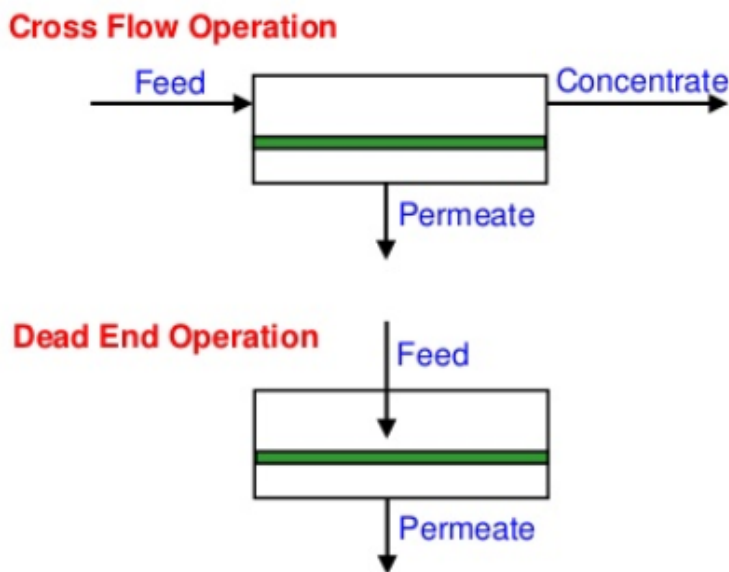 Cross Flow Operation
Feed
Concentrate
Permeate
Dead End Operation
Feed
Permeate